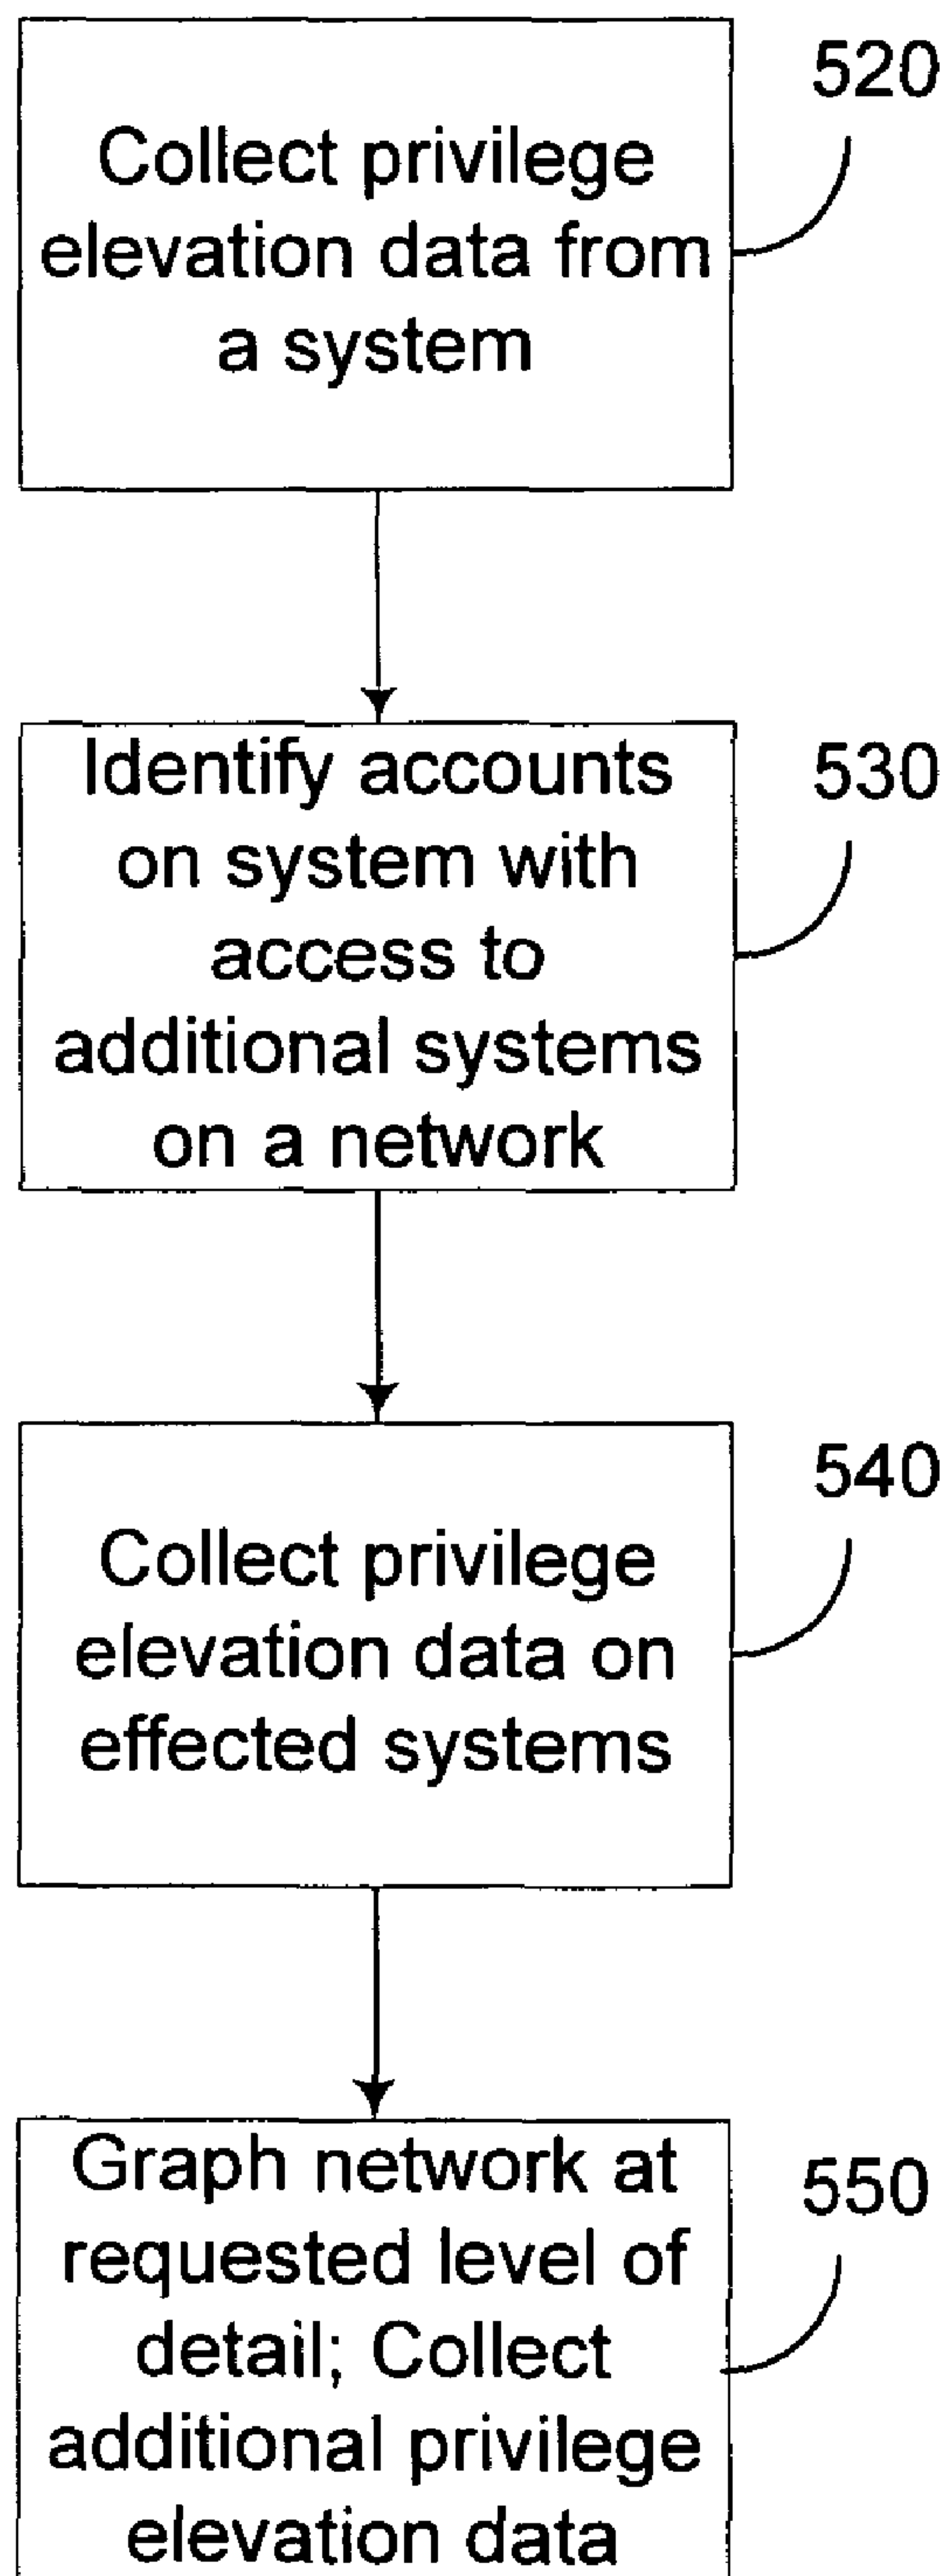 520
Collect privilege
elevation data from
a system
530
Identify accounts
on system with
access to
additional systems
on a network
540
Collect privilege
elevation data on
effected systems
550
Graph network at
requested level of
detail; Collect
additional privilege
elevation data